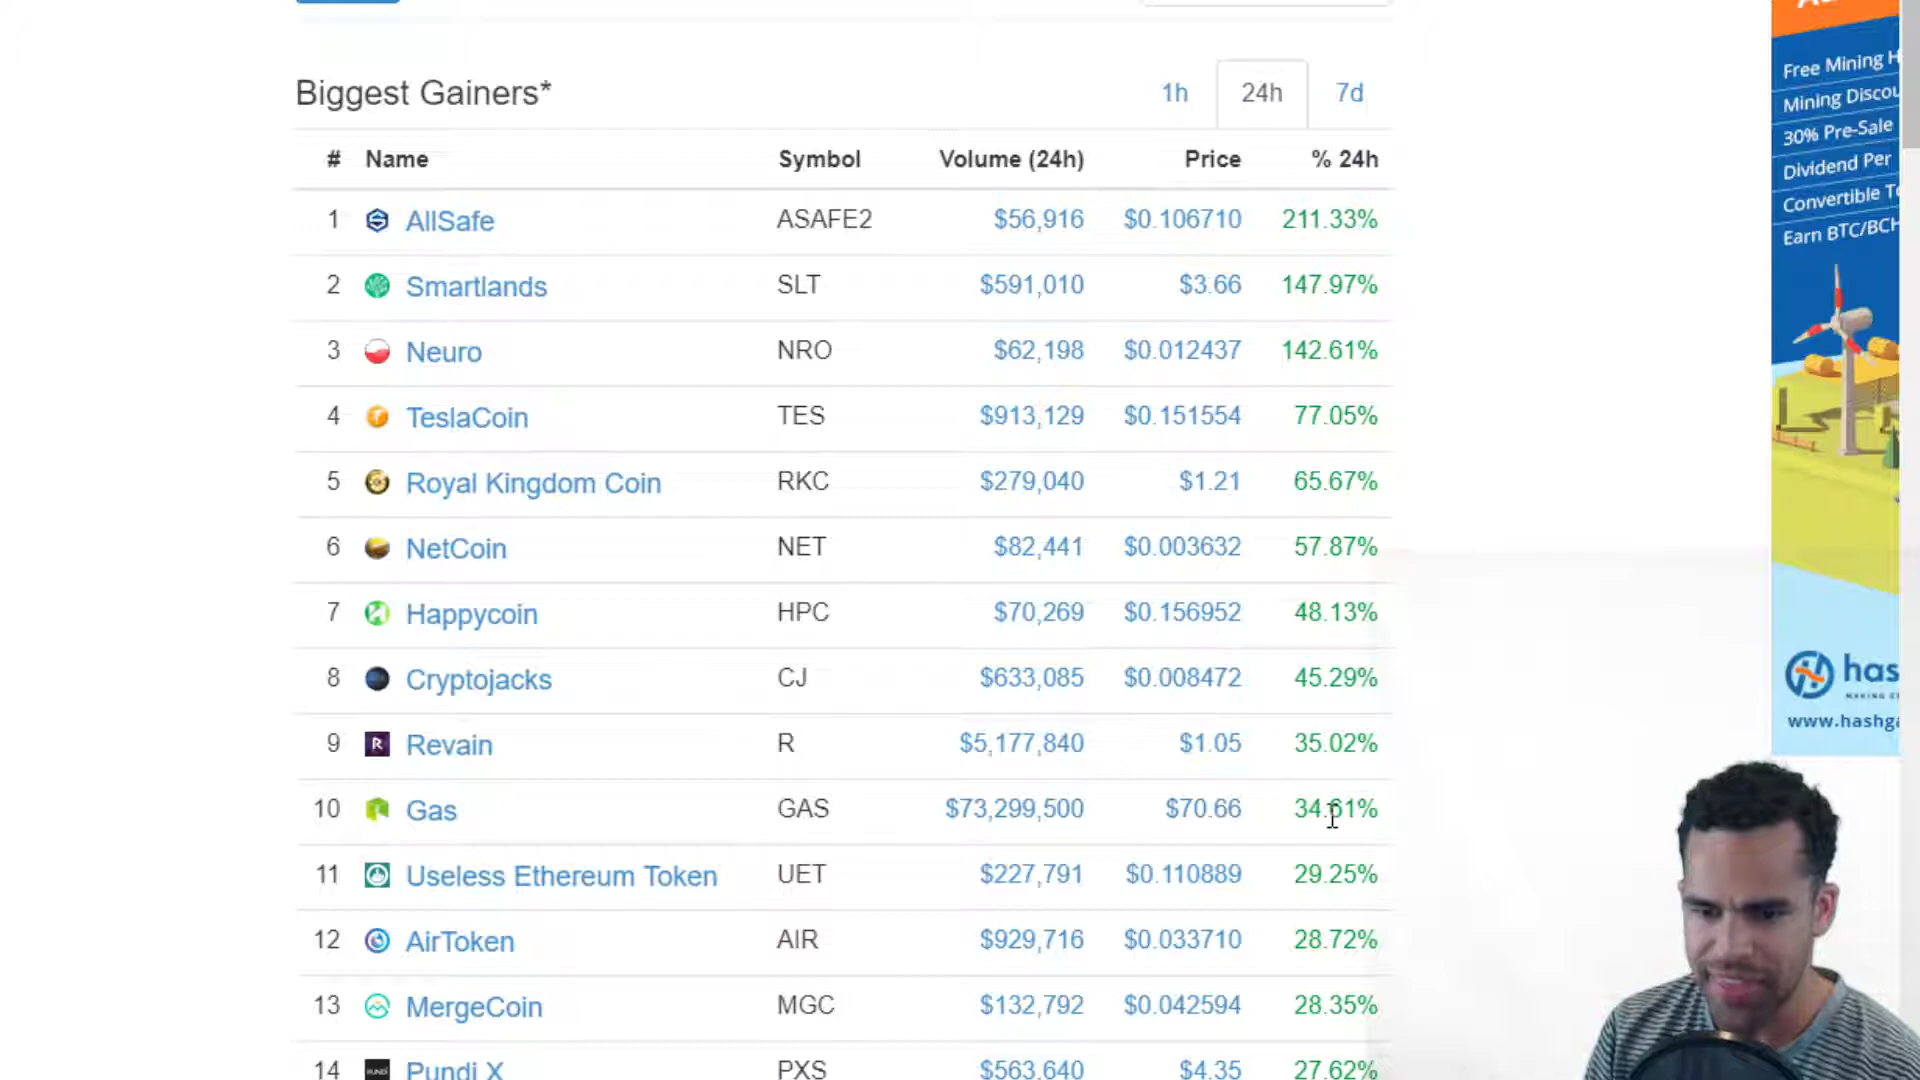 Biggest Gainers*
1h 24h 7d
# Name Symbol Volume (24h) Price % 24h
1 AllSafe ASAFE2 $56,916 $0.106710 211.33%
2 Smartlands SLT $591,010 $3.66 147.97%
3 Neuro NRO $62,198 $0.012437 142.61%
4 TeslaCoin TES $913,129 $0.151554 77.05%
5 Royal Kingdom Coin RKC $279,040 $1.21 65.67%
6 NetCoin NET $82,441 $0.003632 57.87%
7 Happycoin HPC $70,269 $0.156952 48.13%
8 Cryptojacks CJ $633,085 $0.008472 45.29%
9 Revain R $5,177,840 $1.05 35.02%
10 Gas GAS $73,299,500 $70.66 34.61%
11 Useless Ethereum Token UET $227,791 $0.110889 29.25%
12 AirToken AIR $929,716 $0.033710 28.72%
13 MergeCoin MGC $132,792 $0.042594 28.35%
14 Pundi X PXS $563,640 $4.35 27.62%
Free Mining H
Mining Discou
30% Pre-Sale
Dividend Per
Convertible To
Earn BTC/BCH
has
www.hashga